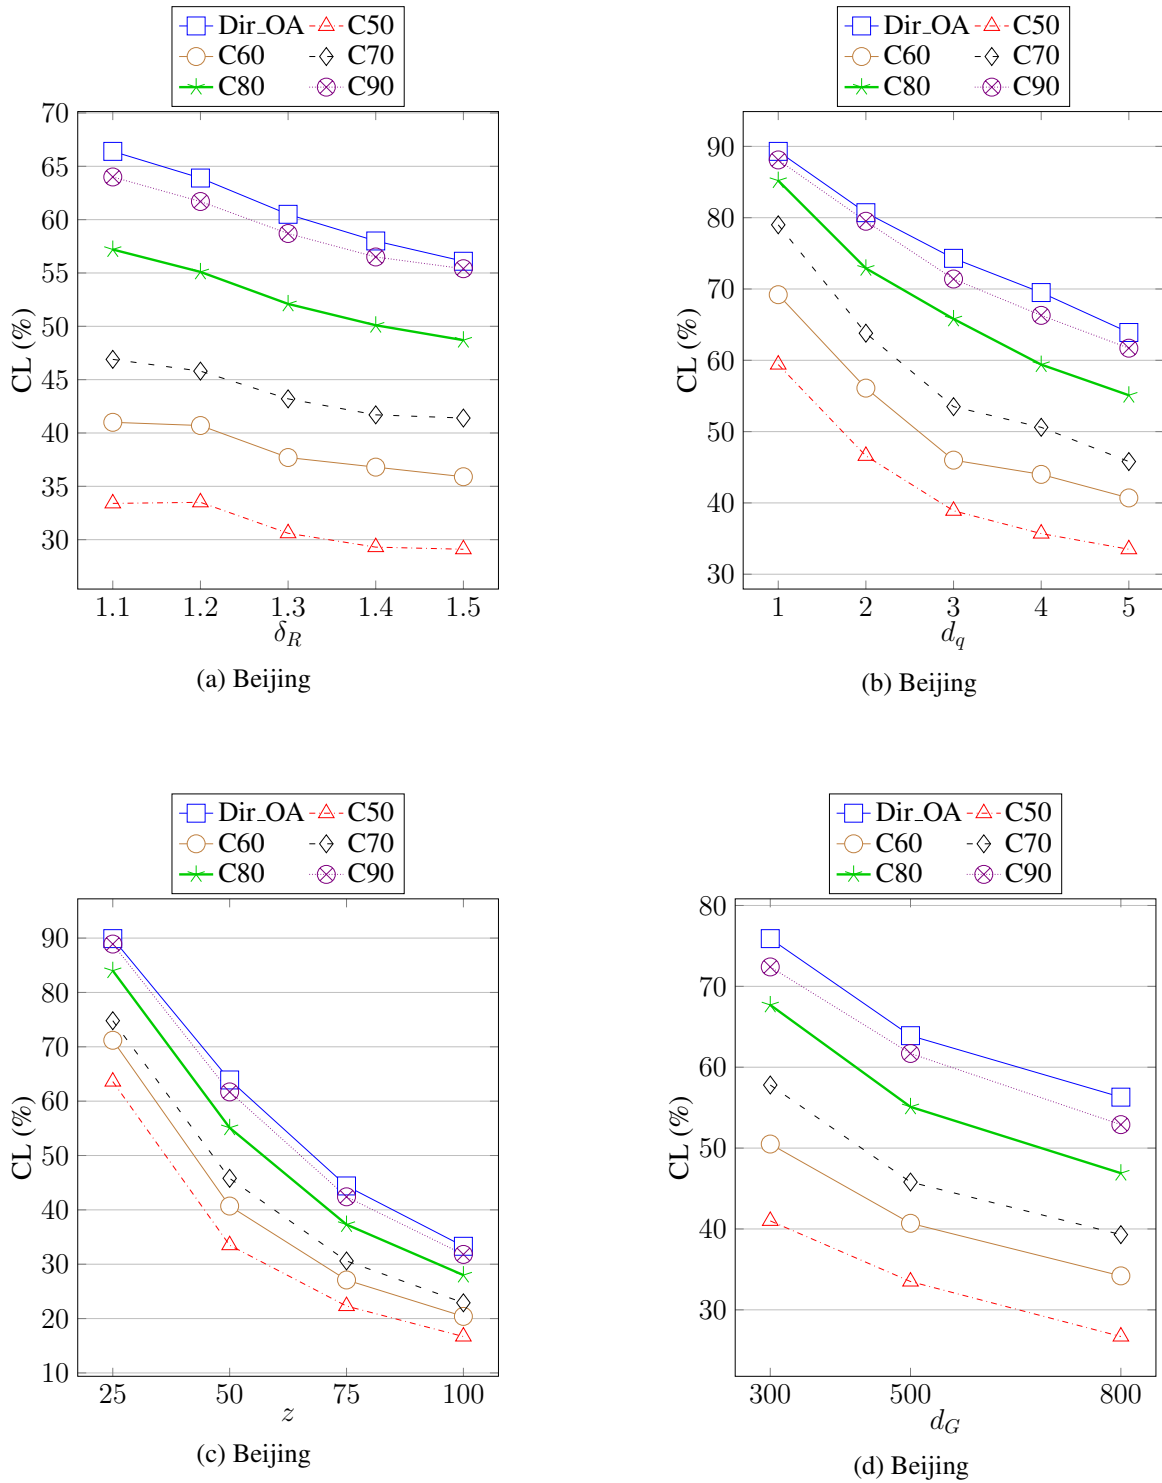 Dir_OA C50
C60 C70
C80 C90
70
65
60
55
50
45
40
35
30
CL (%)
1.1 1.2 1.3 1.4 1.5
δ_R
(a) Beijing
Dir_OA C50
C60 C70
C80 C90
90
80
70
60
50
40
30
CL (%)
1 2 3 4 5
d_q
(b) Beijing
Dir_OA C50
C60 C70
C80 C90
90
80
70
60
50
40
30
20
10
CL (%)
25 50 75 100
z
(c) Beijing
Dir_OA C50
C60 C70
C80 C90
80
70
60
50
40
30
CL (%)
300 500 800
d_G
(d) Beijing